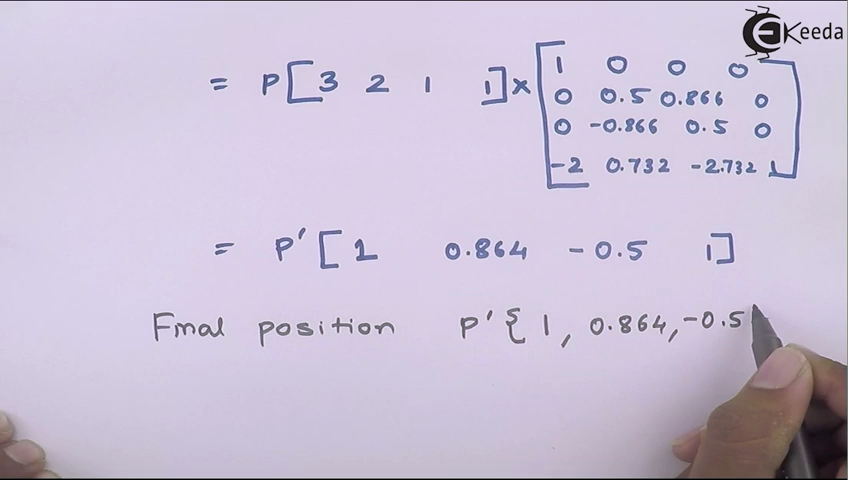 EKeeda
= P[3 2 1 1] × [1 0 0 0
0 0.5 0.866 0
0 -0.866 0.5 0
-2 0.732 -2.732 1]
= P' [1 0.864 -0.5 1]
Final position P' { 1, 0.864, -0.5